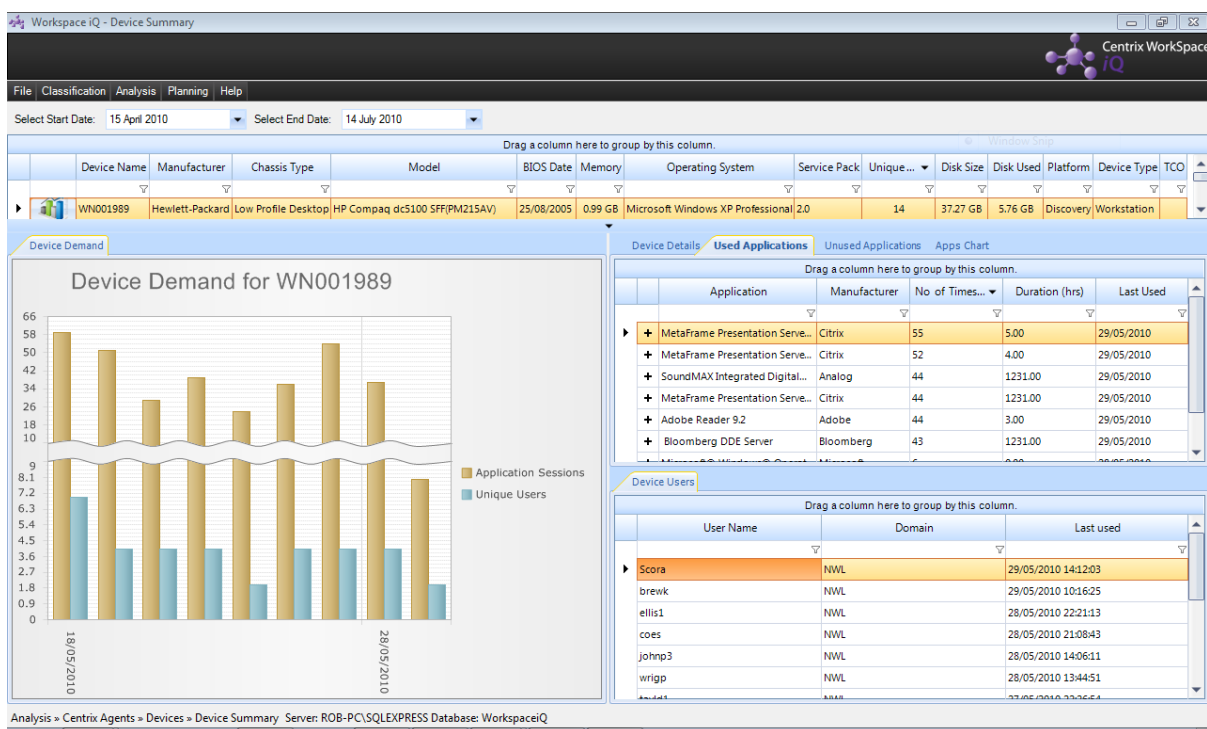 Workspace iQ - Device Summary
Centrix WorkSpace
iQ
File Classification Analysis Planning Help
Select Start Date: 15 April 2010 Select End Date: 14 July 2010
Window Snip
Drag a column here to group by this column.
Device Name Manufacturer Chassis Type Model BIOS Date Memory Operating System Service Pack Unique... Disk Size Disk Used Platform Device Type TCO
WN001989 Hewlett-Packard Low Profile Desktop HP Compaq dc5100 SFF(PM215AV) 25/08/2005 0.99 GB Microsoft Windows XP Professional 2.0 14 37.27 GB 5.76 GB Discovery Workstation
Device Demand
Device Demand for WN001989
66
58
50
42
34
26
18
10
9
8.1
7.2
6.3
5.4
4.5
3.6
2.7
1.8
0.9
0
18/05/2010
28/05/2010
Application Sessions
Unique Users
Device Details Used Applications Unused Applications Apps Chart
Drag a column here to group by this column.
Application Manufacturer No of Times... Duration (hrs) Last Used
MetaFrame Presentation Serve... Citrix 55 5.00 29/05/2010
MetaFrame Presentation Serve... Citrix 52 4.00 29/05/2010
SoundMAX Integrated Digital... Analog 44 1231.00 29/05/2010
MetaFrame Presentation Serve... Citrix 44 1231.00 29/05/2010
Adobe Reader 9.2 Adobe 44 3.00 29/05/2010
Bloomberg DDE Server Bloomberg 43 1231.00 29/05/2010
Device Users
Drag a column here to group by this column.
User Name Domain Last used
Scora NWL 29/05/2010 14:12:03
brewk NWL 29/05/2010 10:16:25
ellis1 NWL 28/05/2010 22:21:13
coes NWL 28/05/2010 21:08:43
johnp3 NWL 28/05/2010 14:06:11
wrigp NWL 28/05/2010 13:44:51
Analysis » Centrix Agents » Devices » Device Summary Server: ROB-PC\SQLEXPRESS Database: WorkspaceiQ